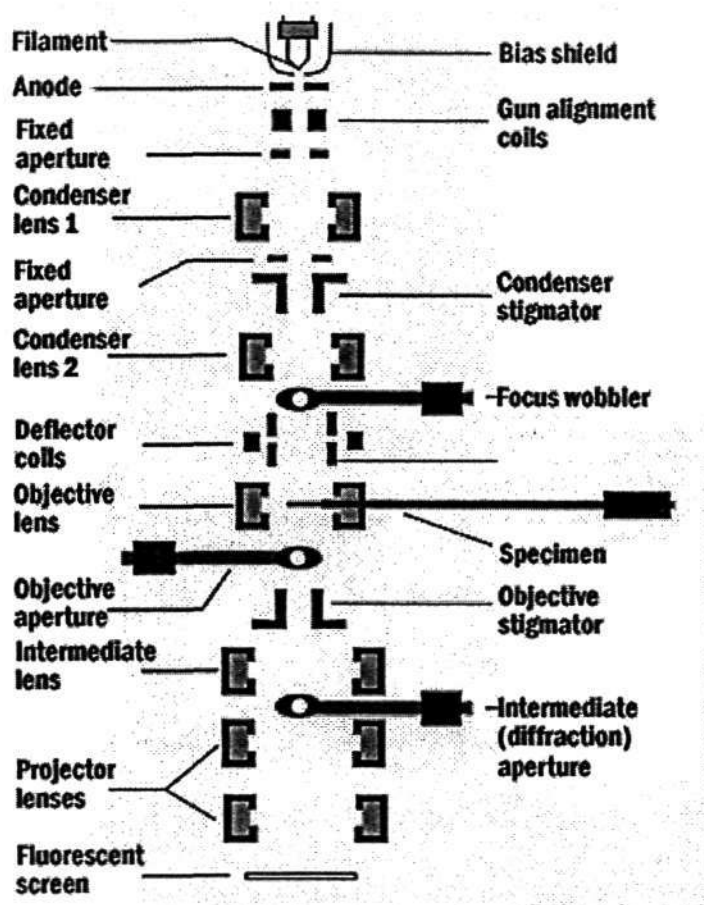 Filament
Bias shield
Anode
Gun alignment
coils
Fixed
aperture
Condenser
lens 1
Fixed
aperture
Condenser
stigmator
Condenser
lens 2
Focus wobbler
Deflector
coils
Objective
lens
Specimen
Objective
aperture
Objective
stigmator
Intermediate
lens
Intermediate
(diffraction)
aperture
Projector
lenses
Fluorescent
screen